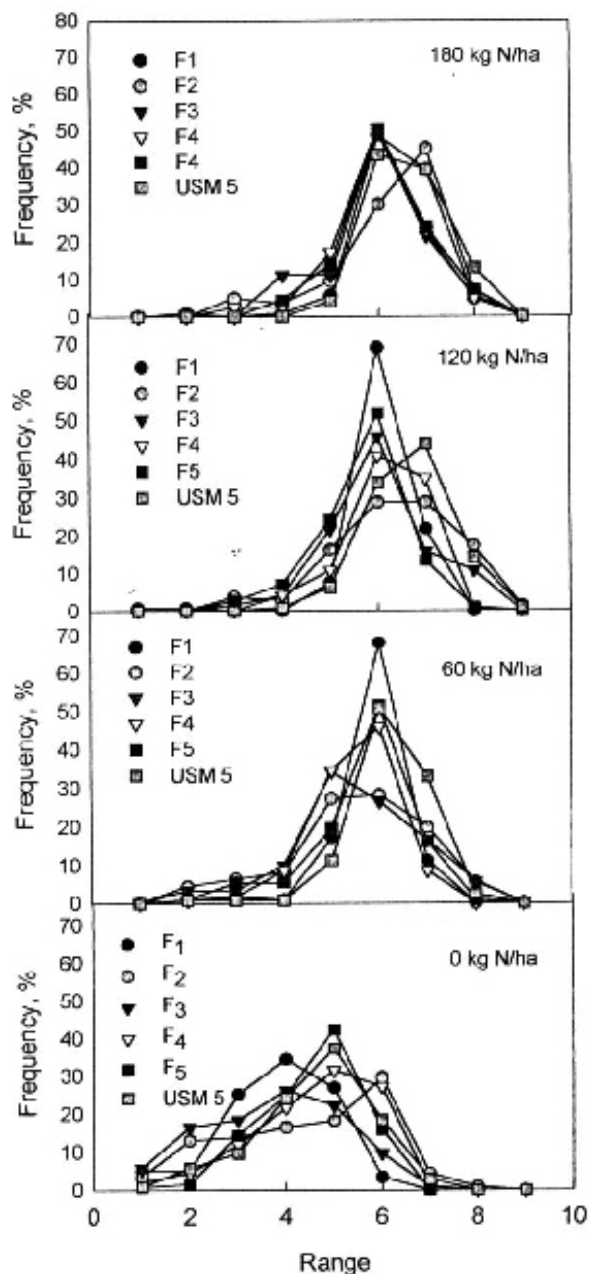 80
70
60
50
40
30
20
10
0
Frequency, %
F1
F2
F3
F4
F4
USM 5
180 kg N/ha
70
60
50
40
30
20
10
0
Frequency, %
F1
F2
F3
F4
F5
USM 5
120 kg N/ha
70
60
50
40
30
20
10
0
Frequency, %
F1
F2
F3
F4
F5
USM 5
60 kg N/ha
70
60
50
40
30
20
10
0
Frequency, %
F1
F2
F3
F4
F5
USM 5
0 kg N/ha
0 2 4 6 8 10
Range